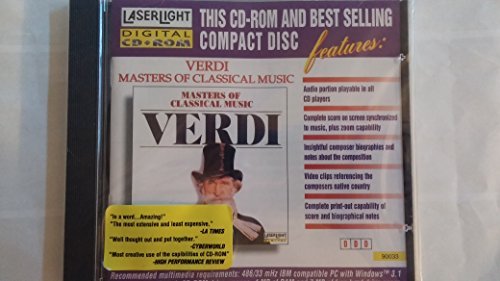 LASERLIGHT
DIGITAL
CD-ROM
THIS CD-ROM AND BEST SELLING
COMPACT DISC
features:
VERDI
MASTERS OF CLASSICAL MUSIC
MASTERS OF
CLASSICAL MUSIC
VERDI
Audio portion playable in all
CD players
Complete score on screen synchronized
to music, plus zoom capability
Insightful composer biographies and
notes about the composition
Video clips referencing the
composers native country
Complete print-out capability of
score and biographical notes
"In a word...Amazing!"
"The most extensive and least expensive."
-LA TIMES
"Well thought out and put together."
-CYBERWORLD
"Most creative use of the capibilities of CD-ROM"
-HIGH PERFORMANCE REVIEW
LASERLIGHT
DDD
90033
Recommended multimedia requirements: 486/33 mHz IBM compatible PC with Windows™ 3.1